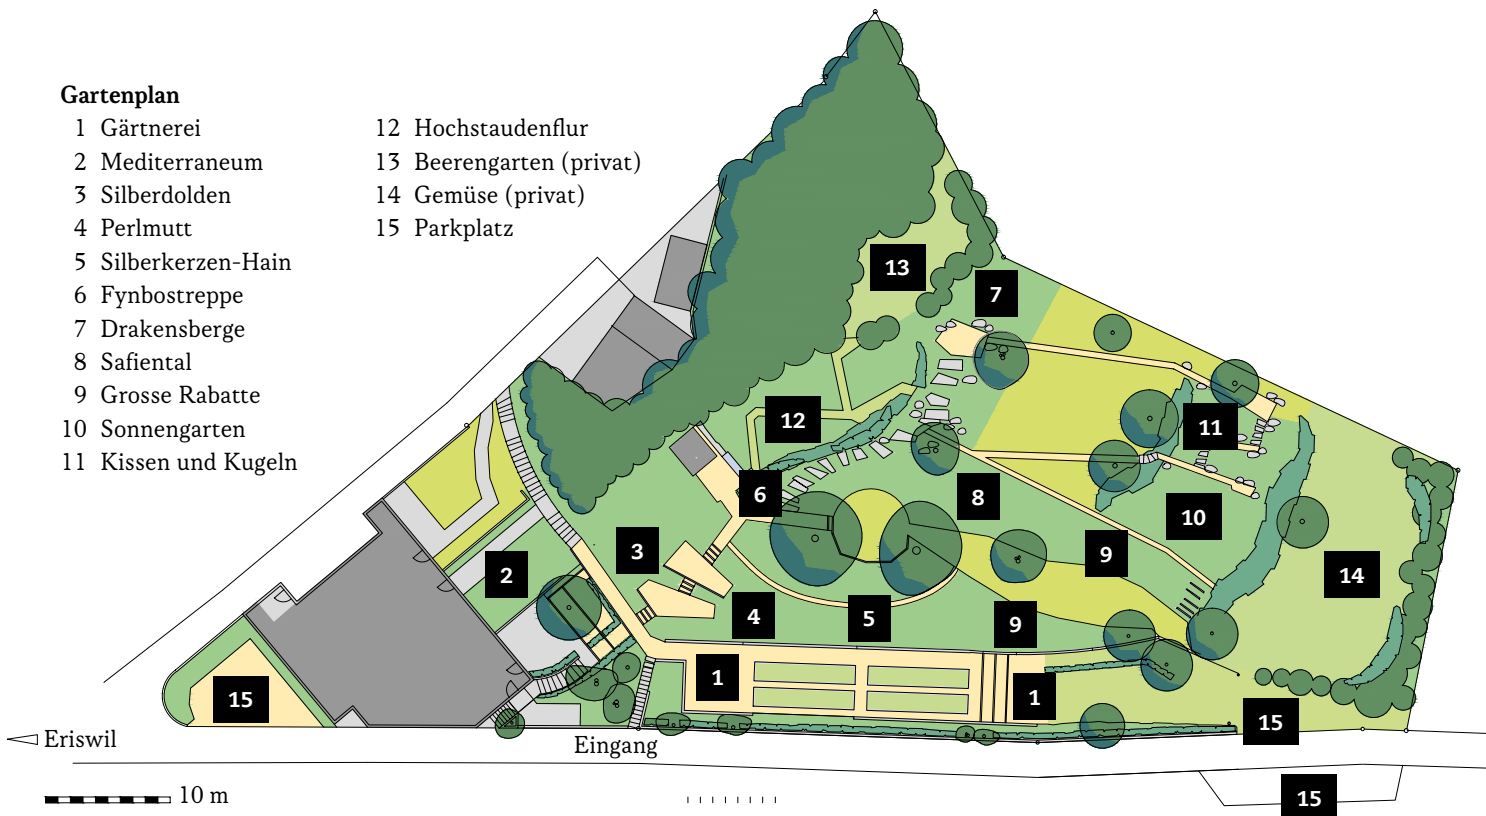 Gartenplan
1 Gärtnerei
2 Mediterraneum
3 Silberdolden
4 Perlmutt
5 Silberkerzen-Hain
6 Fynbostreppe
7 Drakensberge
8 Safiental
9 Grosse Rabatte
10 Sonnengarten
11 Kissen und Kugeln
12 Hochstaudenflur
13 Beerengarten (privat)
14 Gemüse (privat)
15 Parkplatz
13
7
12
11
6
8
10
3
9
2
14
4
5
9
1
1
15
15
Eriswil
Eingang
10 m
15